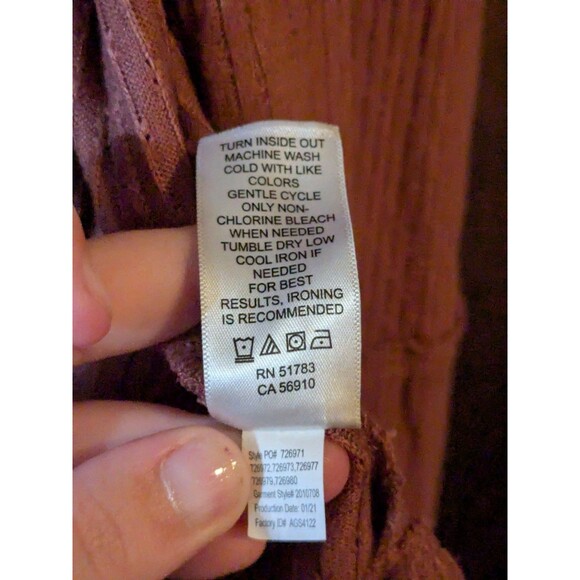 TURN INSIDE OUT
MACHINE WASH
COLD WITH LIKE
COLORS
GENTLE CYCLE
ONLY NON-
CHLORINE BLEACH
WHEN NEEDED
TUMBLE DRY LOW
COOL IRON IF
NEEDED
FOR BEST
RESULTS, IRONING
IS RECOMMENDED
RN 51783
CA 56910
Style PO# 726971
726972,726973,726977
726979,726980
Garment Style# 2010708
Production Date: 01/21
Factory ID# AGS4122